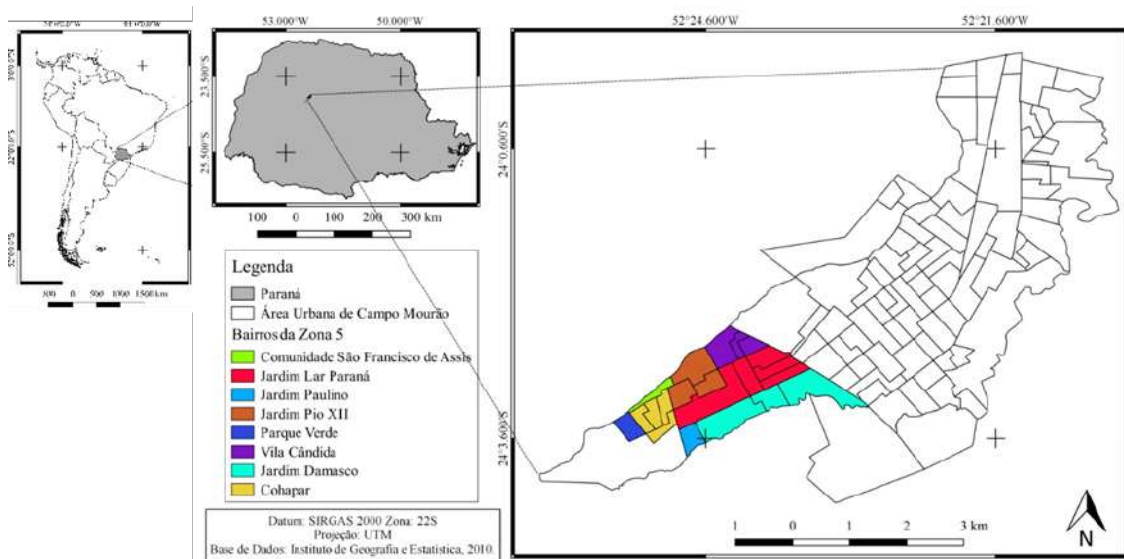 53.000°W 50.000°W
23.500°S
25.500°S
100 0 100 200 300 km
500 0 500 1000 1500 km
Legenda
Paraná
Área Urbana de Campo Mourão
Bairros da Zona 5
Comunidade São Francisco de Assis
Jardim Lar Paraná
Jardim Paulino
Jardim Pio XII
Parque Verde
Vila Cândida
Jardim Damasco
Cohapar
Datum: SIRGAS 2000 Zona: 22S
Projeção: UTM
Base de Dados: Instituto de Geografia e Estatística, 2010.
52°24.600'W 52°21.600'W
24°0.600'S
24°3.600'S
1 0 1 2 3 km
N